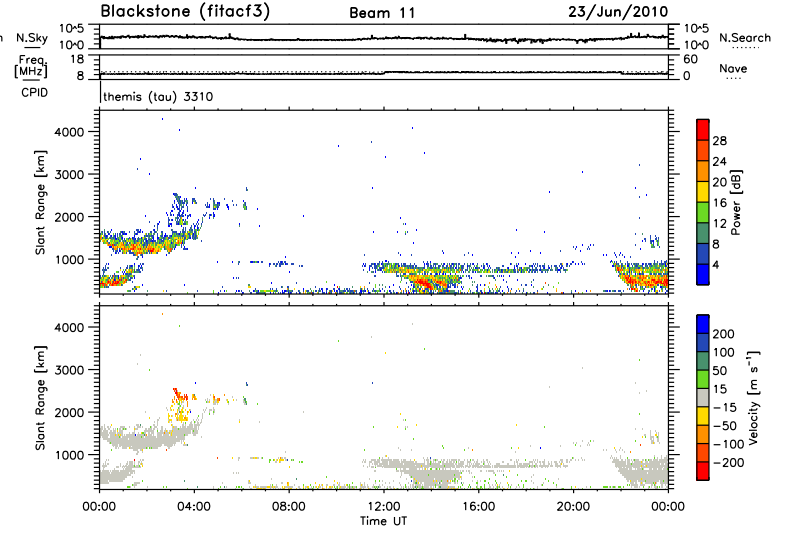 Blackstone (fitacf3) Beam 11 23/Jun/2010
n N.Sky 10^5 10^0 10^5 10^0 N.Search
Freq. [MHz] 18 8 60 0 Nave
CPID themis (tau) 3310
Slant Range [km]
4000
3000
2000
1000
28
24
20
16
12
8
4
Power [dB]
Slant Range [km]
4000
3000
2000
1000
200
100
50
15
-15
-50
-100
-200
Velocity [m s⁻¹]
00:00 04:00 08:00 12:00 16:00 20:00 00:00
Time UT